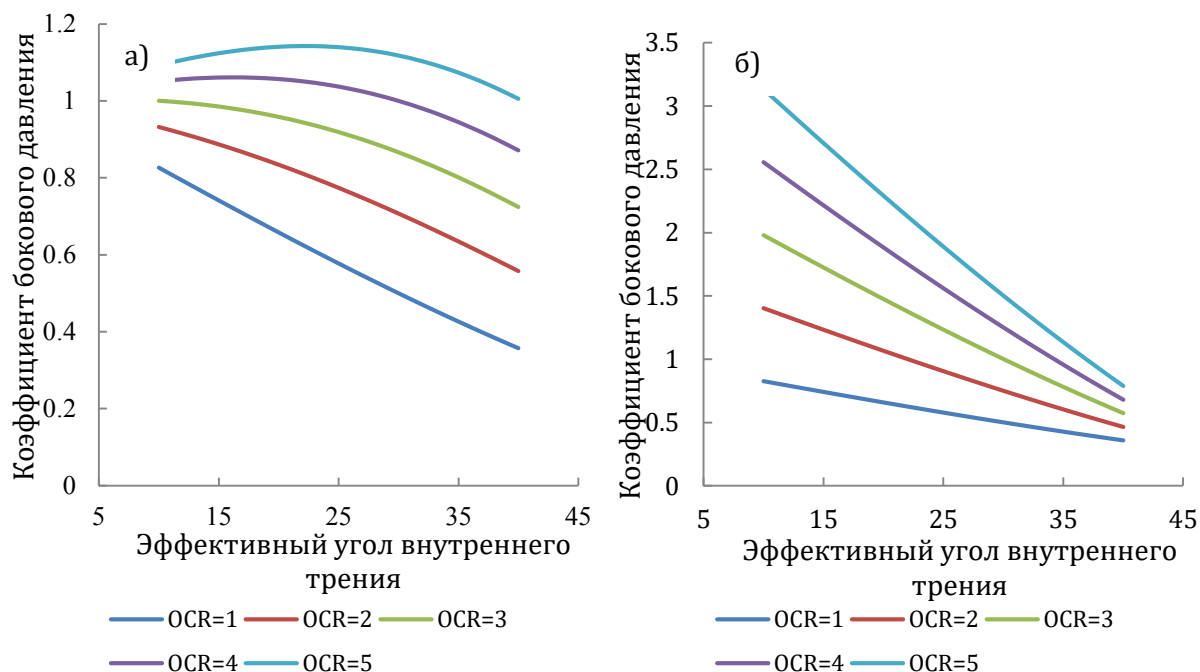 а)
Коэффициент бокового давления
1.2
1
0.8
0.6
0.4
0.2
0
5 15 25 35 45
Эффективный угол внутреннего
трения
OCR=1 OCR=2 OCR=3
OCR=4 OCR=5
б)
Коэффициент бокового давления
3.5
3
2.5
2
1.5
1
0.5
0
5 15 25 35 45
Эффективный угол внутреннего
трения
OCR=1 OCR=2 OCR=3
OCR=4 OCR=5